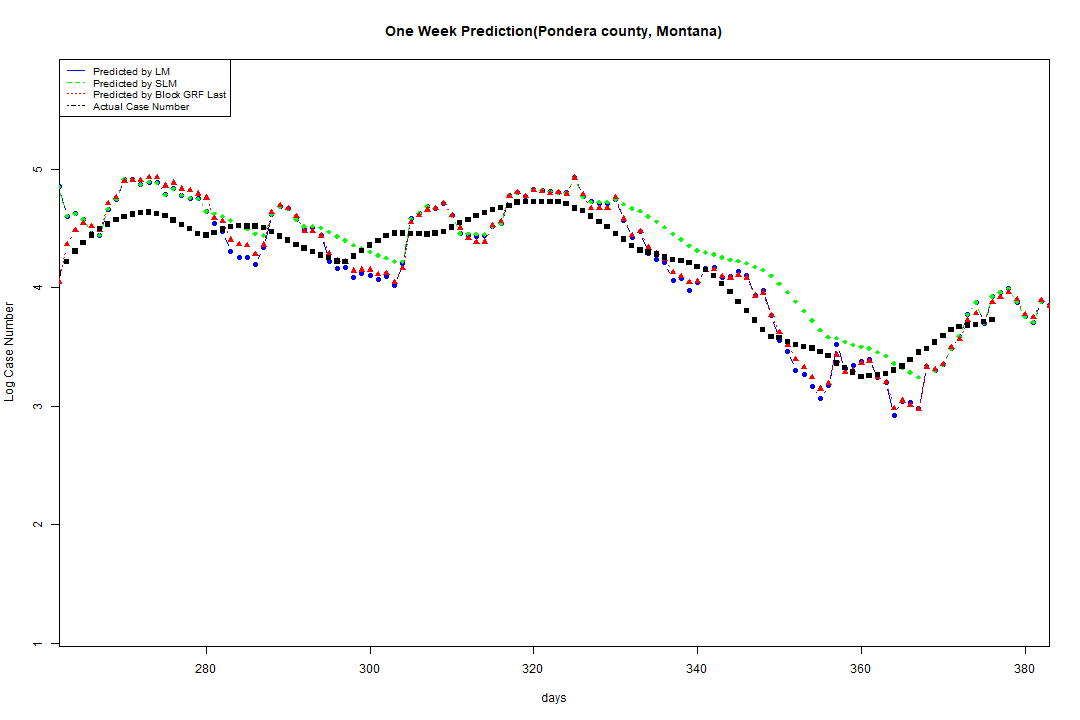 One Week Prediction(Pondera county, Montana)
Predicted by LM
Predicted by SLM
Predicted by Block GRF Last
Actual Case Number
5
4
3
2
1
Log Case Number
280 300 320 340 360 380
days